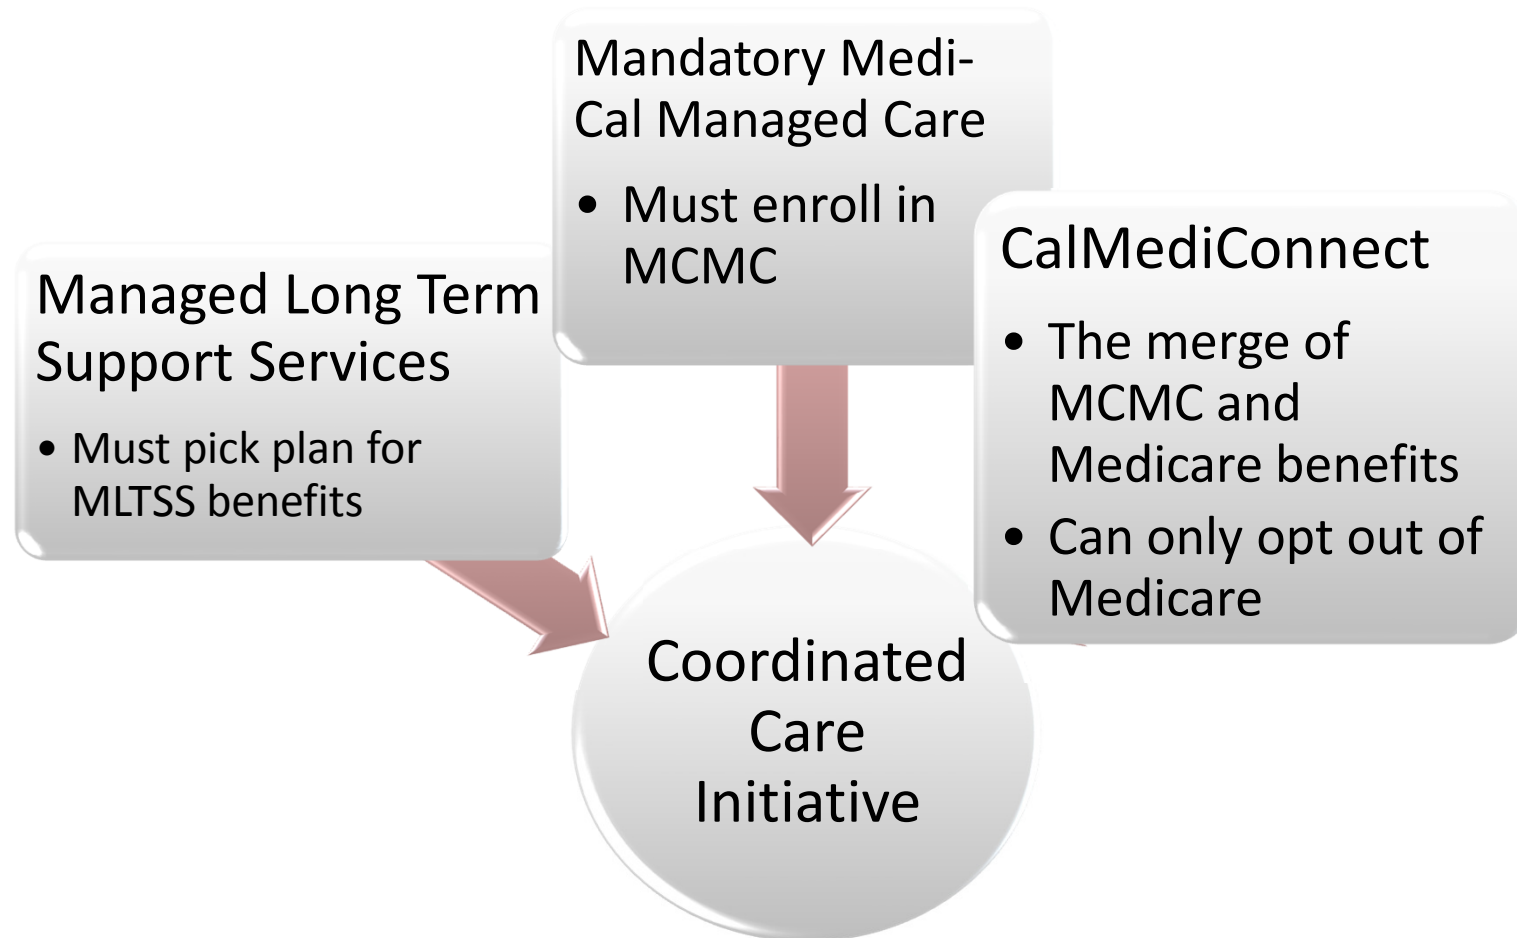 Mandatory Medi-
Cal Managed Care
• Must enroll in
MCMC
Managed Long Term
Support Services
• Must pick plan for
MLTSS benefits
CalMediConnect
• The merge of
MCMC and
Medicare benefits
• Can only opt out of
Medicare
Coordinated
Care
Initiative